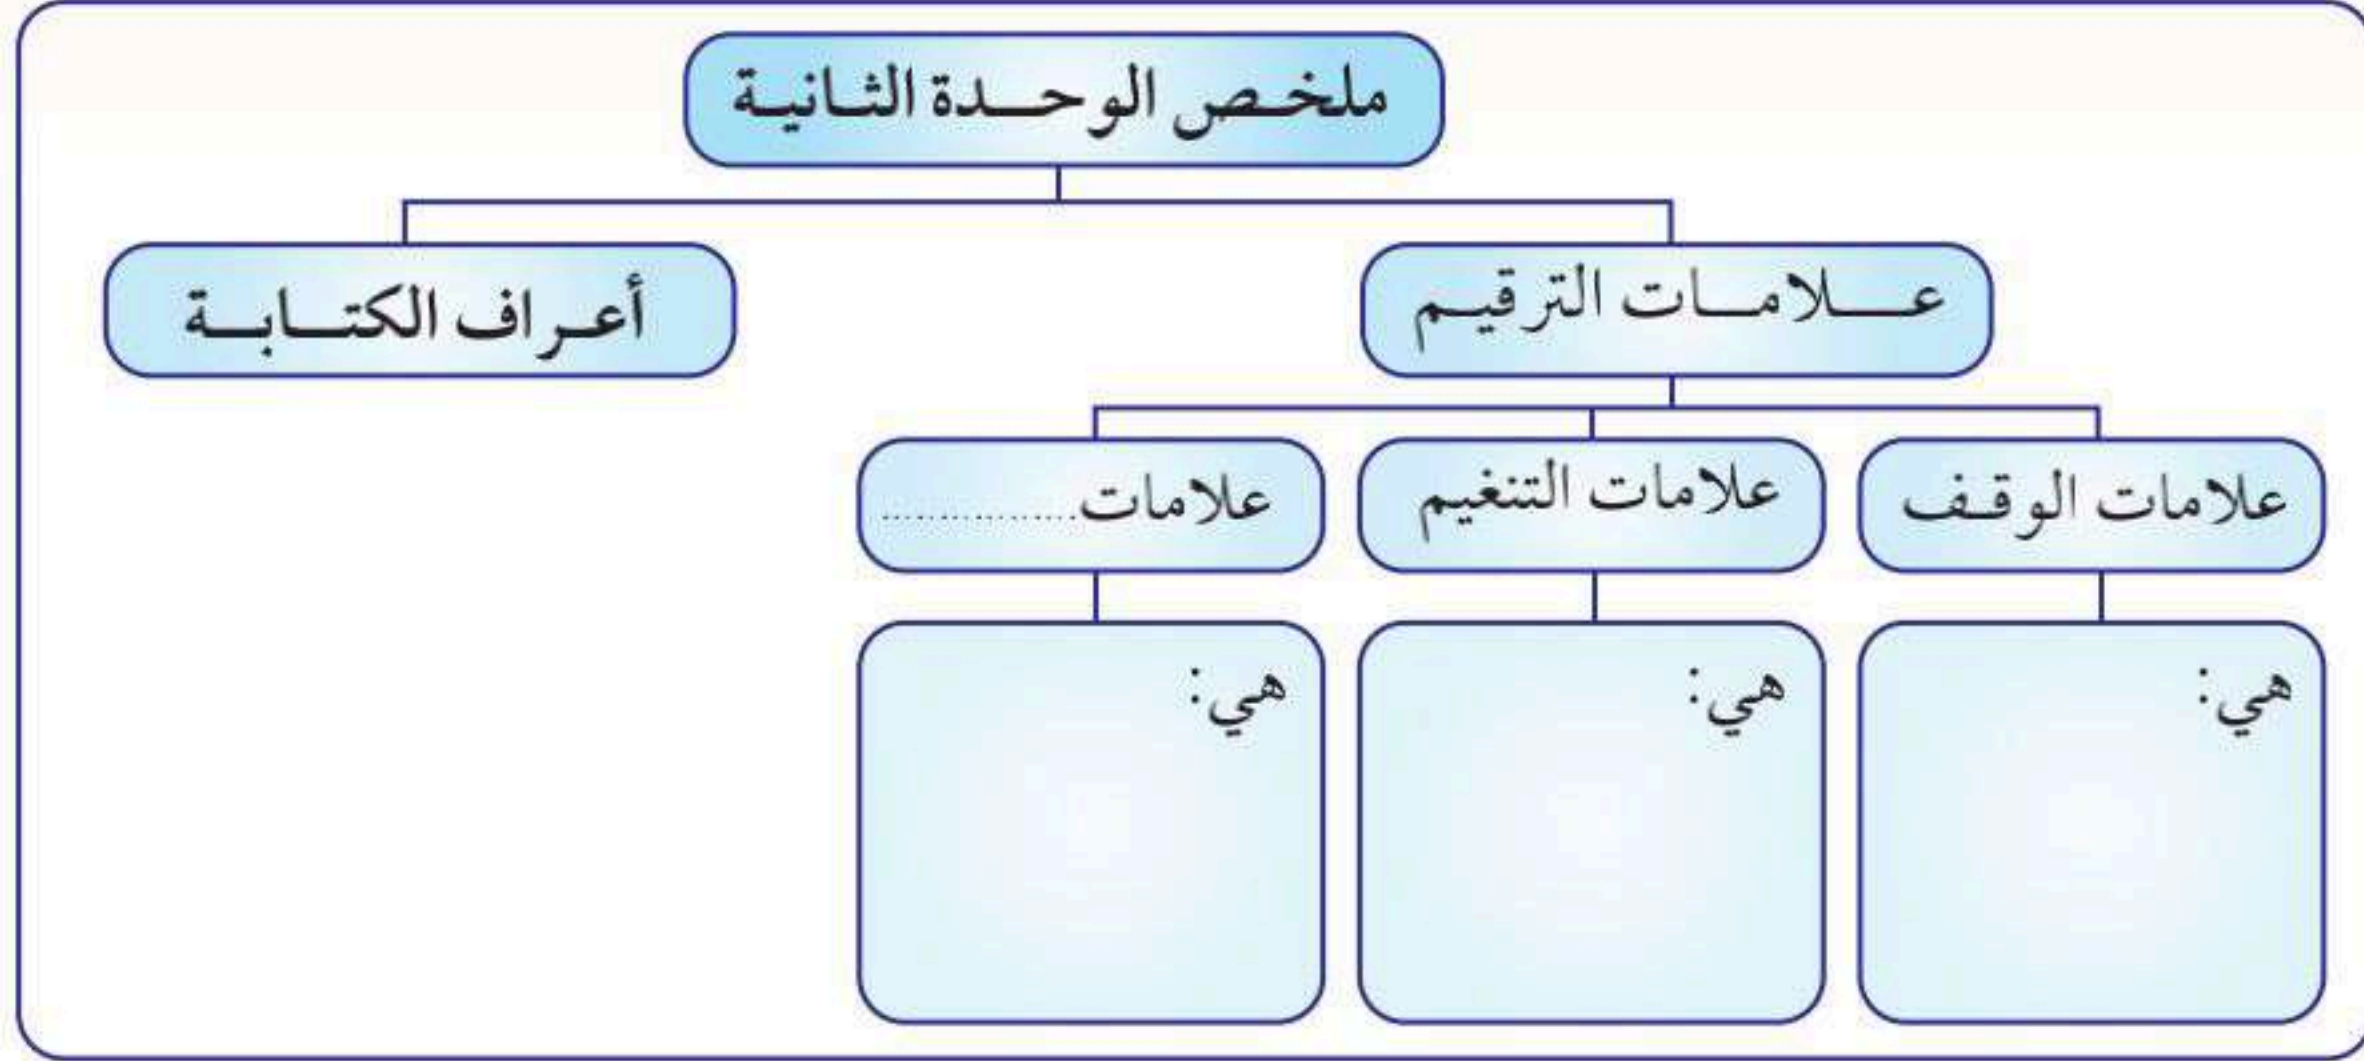 ملخص الوحدة الثانية
علامات الترقيم
أعراف الكتابة
علامات الوقف
علامات التنغيم
علامات................
هي:
هي:
هي: